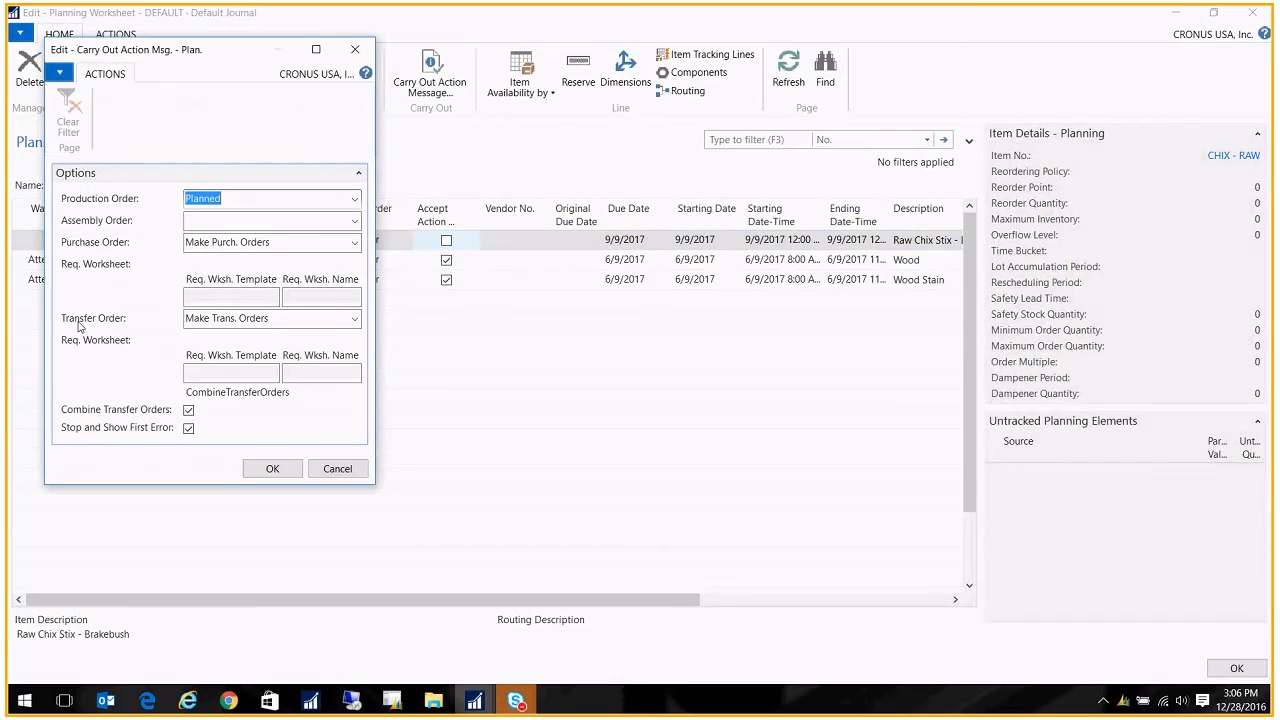 Edit - Planning Worksheet - DEFAULT - Default Journal
HOME ACTIONS
CRONUS USA, Inc.
Edit - Carry Out Action Msg. - Plan.
ACTIONS
CRONUS USA, I...
Clear
Filter
Page
Delete
Carry Out Action
Message...
Carry Out
Item
Availability by
Reserve
Dimensions
Item Tracking Lines
Components
Routing
Line
Refresh
Find
Page
Type to filter (F3)
No.
No filters applied
Name:
Options
Production Order:
Planned
Assembly Order:
Purchase Order:
Make Purch. Orders
Req. Worksheet:
Req. Wksh. Template
Req. Wksh. Name
Transfer Order:
Make Trans. Orders
Req. Worksheet:
Req. Wksh. Template
Req. Wksh. Name
CombineTransferOrders
Combine Transfer Orders:
Stop and Show First Error:
OK
Cancel
Accept
Action ...
Vendor No.
Original
Due Date
Due Date
Starting Date
Starting
Date-Time
Ending
Date-Time
Description
9/9/2017 9/9/2017 9/9/2017 12:00 ... 9/9/2017 12... Raw Chix Stix -
6/9/2017 6/9/2017 6/9/2017 8:00 A... 6/9/2017 11... Wood
6/9/2017 6/9/2017 6/9/2017 8:00 A... 6/9/2017 11... Wood Stain
Item Details - Planning
Item No.: CHIX - RAW
Reordering Policy:
Reorder Point: 0
Reorder Quantity: 0
Maximum Inventory: 0
Overflow Level: 0
Time Bucket:
Lot Accumulation Period:
Rescheduling Period:
Safety Lead Time:
Safety Stock Quantity: 0
Minimum Order Quantity: 0
Maximum Order Quantity: 0
Order Multiple: 0
Dampener Period:
Dampener Quantity: 0
Untracked Planning Elements
Source
Par...
Val...
Unt...
Qu...
Item Description
Raw Chix Stix - Brakebush
Routing Description
OK
3:06 PM
12/28/2016